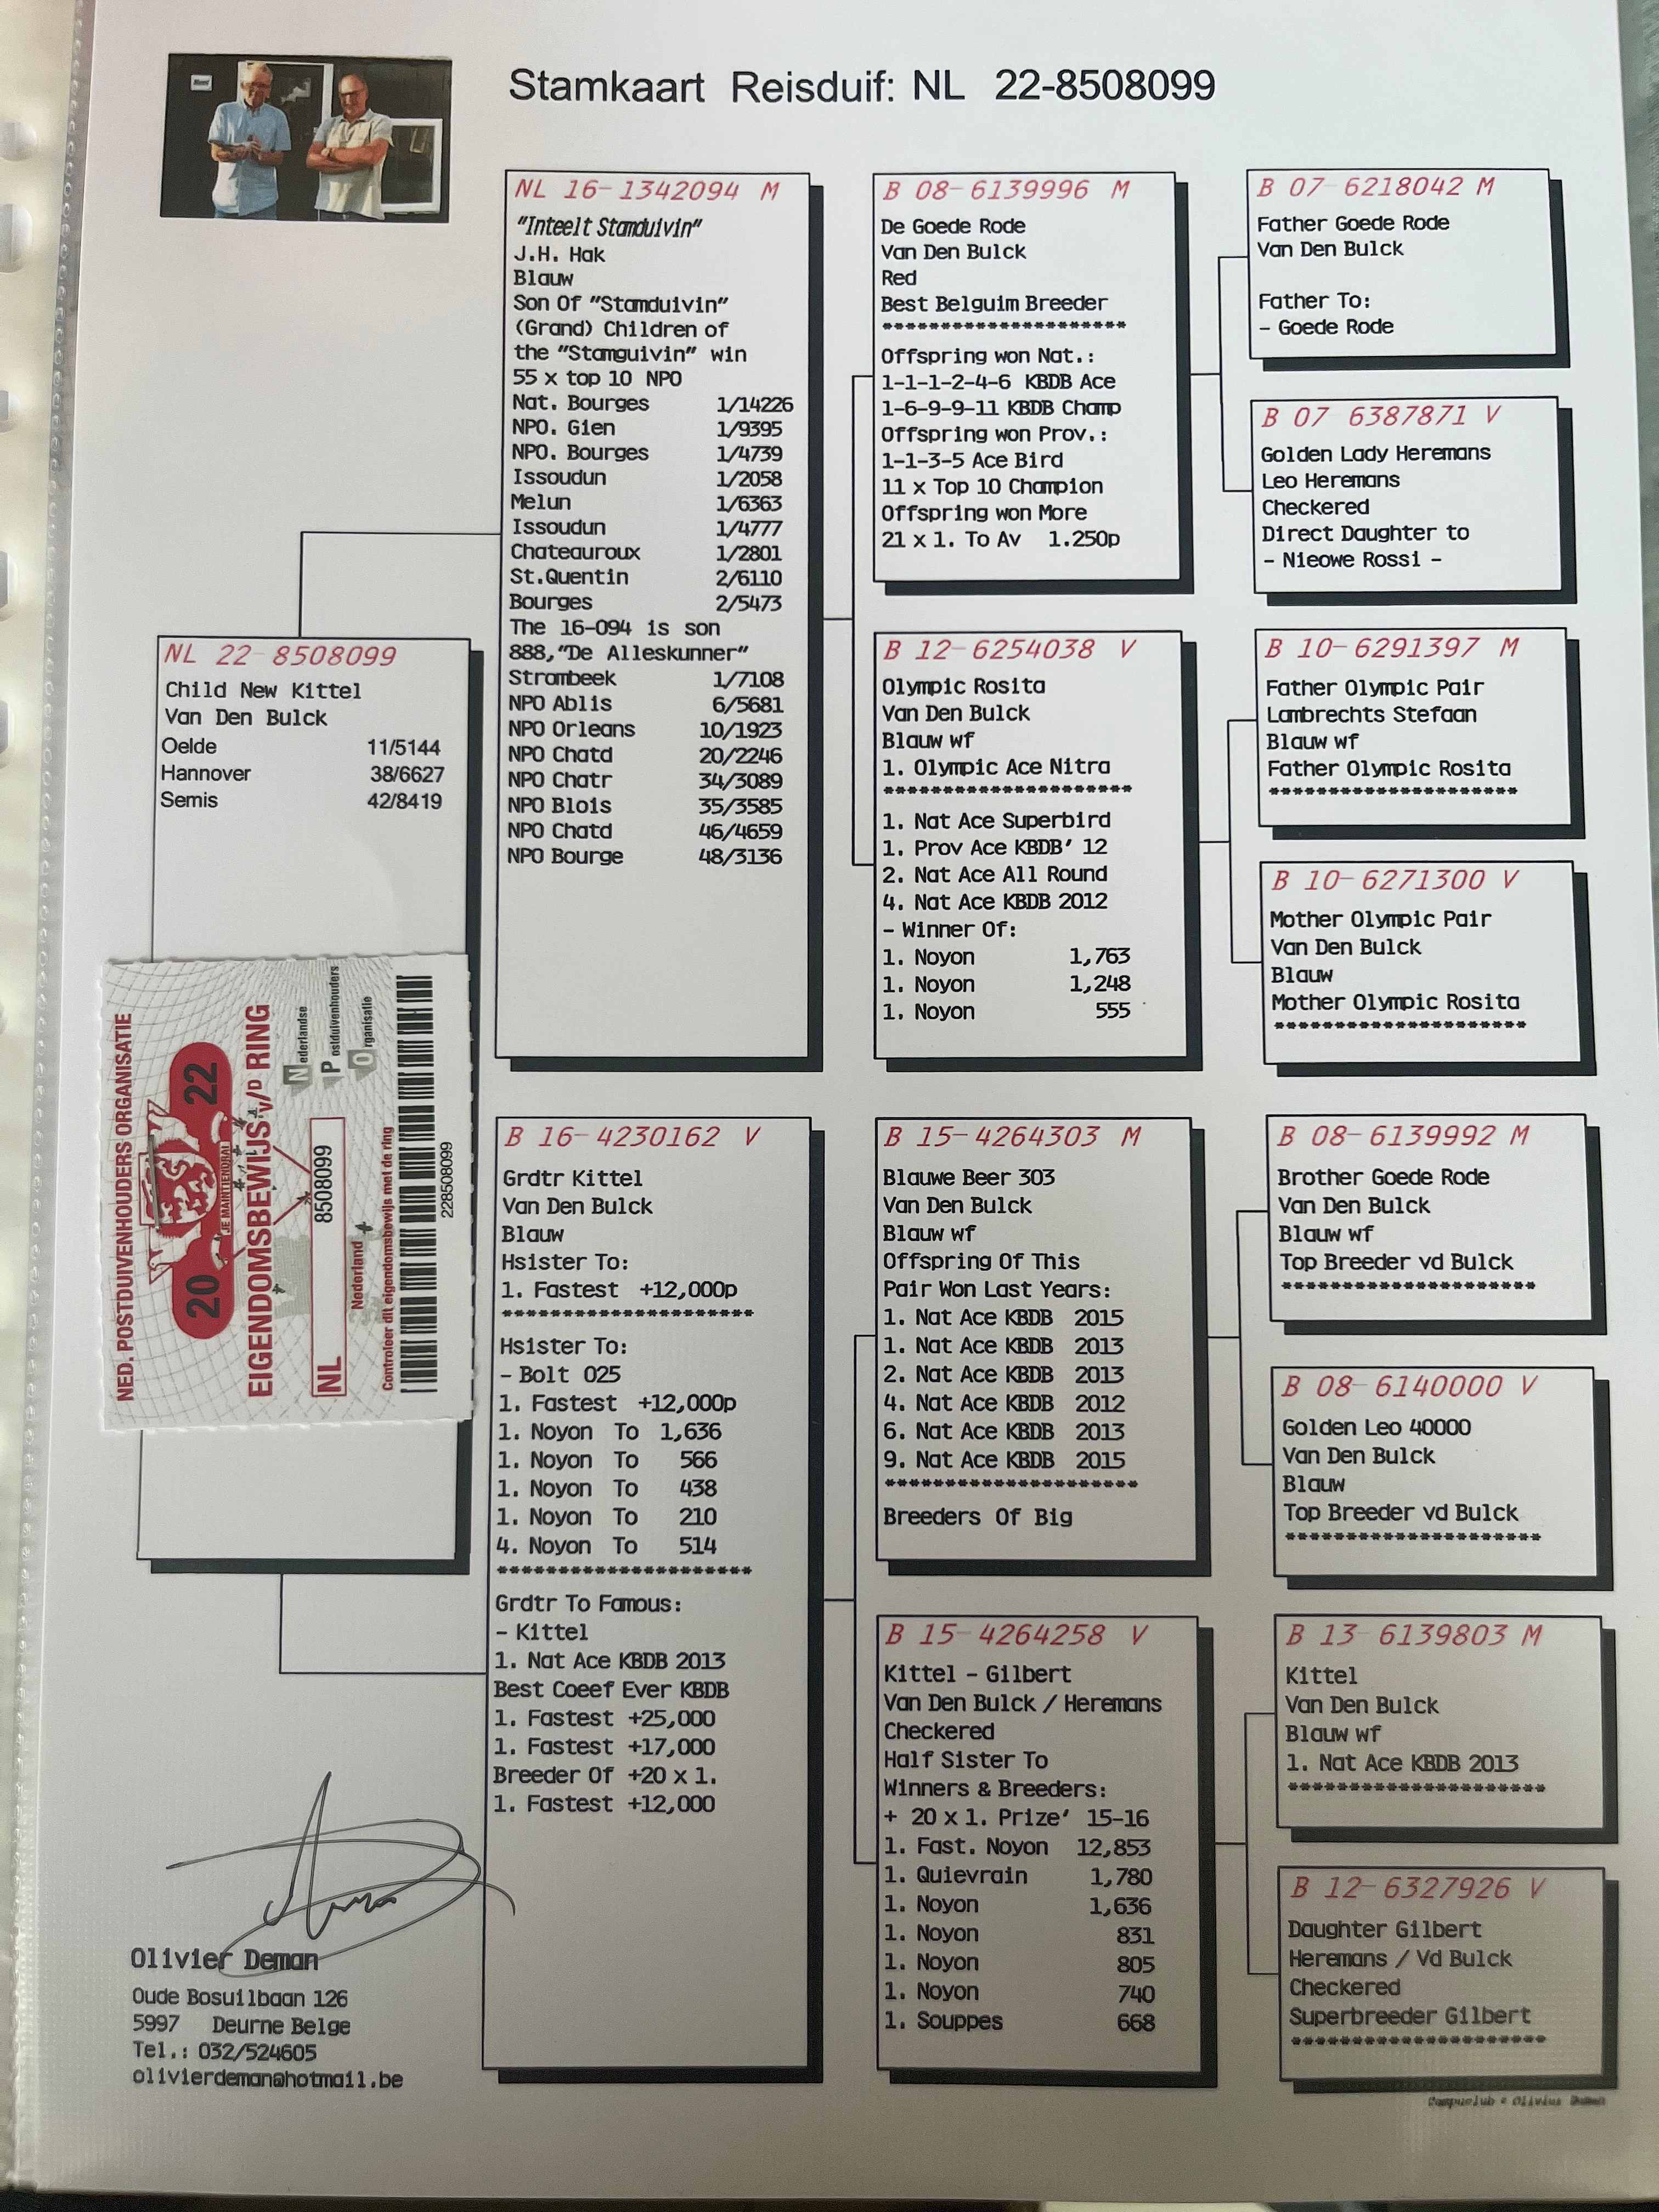 Stamkaart Reisduif: NL 22-8508099
NL 22-8508099
Child New Kittel
Van Den Bulck
Oelde 11/5144
Hannover 38/6627
Semis 42/8419
NED. POSTDUIVENHOUDERS ORGANISATIE
20 22
JE MAINTIENDRAI
EIGENDOMSBEWIJS v/D RING
Nederlandse
Postduivenhouders
Organisatie
NL 8508099
Nederland
Controleer dit eigendomsbewijs met de ring
228508099
NL 16-1342094 M
"Inteelt Stamduivin"
J.H. Hak
Blauw
Son Of "Stamduivin"
(Grand) Children of
the "Stamguivin" win
55 x top 10 NPO
Nat. Bourges 1/14226
NPO. Gien 1/9395
NPO. Bourges 1/4739
Issoudun 1/2058
Melun 1/6363
Issoudun 1/4777
Chateauroux 1/2801
St.Quentin 2/6110
Bourges 2/5473
The 16-094 is son
888,"De Alleskunner"
Strombeek 1/7108
NPO Ablis 6/5681
NPO Orleans 10/1923
NPO Chatd 20/2246
NPO Chatr 34/3089
NPO Blois 35/3585
NPO Chatd 46/4659
NPO Bourge 48/3136
B 16-4230162 V
Grdtr Kittel
Van Den Bulck
Blauw
Hsister To:
1. Fastest +12,000p
*********************
Hsister To:
- Bolt 025
1. Fastest +12,000p
1. Noyon To 1,636
1. Noyon To 566
1. Noyon To 438
1. Noyon To 210
4. Noyon To 514
*********************
Grdtr To Famous:
- Kittel
1. Nat Ace KBDB 2013
Best Coeef Ever KBDB
1. Fastest +25,000
1. Fastest +17,000
Breeder Of +20 x 1.
1. Fastest +12,000
B 08-6139996 M
De Goede Rode
Van Den Bulck
Red
Best Belguim Breeder
*********************
Offspring won Nat.:
1-1-1-2-4-6 KBDB Ace
1-6-9-9-11 KBDB Champ
Offspring won Prov.:
1-1-3-5 Ace Bird
11 x Top 10 Champion
Offspring won More
21 x 1. To Av 1.250p
B 12-6254038 V
Olympic Rosita
Van Den Bulck
Blauw wf
1. Olympic Ace Nitra
*********************
1. Nat Ace Superbird
1. Prov Ace KBDB' 12
2. Nat Ace All Round
4. Nat Ace KBDB 2012
- Winner Of:
1. Noyon 1,763
1. Noyon 1,248
1. Noyon 555
B 15-4264303 M
Blauwe Beer 303
Van Den Bulck
Blauw wf
Offspring Of This
Pair Won Last Years:
1. Nat Ace KBDB 2015
1. Nat Ace KBDB 2013
2. Nat Ace KBDB 2013
4. Nat Ace KBDB 2012
6. Nat Ace KBDB 2013
9. Nat Ace KBDB 2015
*********************
Breeders Of Big
B 15-4264258 V
Kittel - Gilbert
Van Den Bulck / Heremans
Checkered
Half Sister To
Winners & Breeders:
+ 20 x 1. Prize' 15-16
1. Fast. Noyon 12,853
1. Quievrain 1,780
1. Noyon 1,636
1. Noyon 831
1. Noyon 805
1. Noyon 740
1. Souppes 668
B 07-6218042 M
Father Goede Rode
Van Den Bulck
Father To:
- Goede Rode
B 07 6387871 V
Golden Lady Heremans
Leo Heremans
Checkered
Direct Daughter to
- Nieowe Rossi -
B 10-6291397 M
Father Olympic Pair
Lambrechts Stefaan
Blauw wf
Father Olympic Rosita
*********************
B 10-6271300 V
Mother Olympic Pair
Van Den Bulck
Blauw
Mother Olympic Rosita
*********************
B 08-6139992 M
Brother Goede Rode
Van Den Bulck
Blauw wf
Top Breeder vd Bulck
*********************
B 08-6140000 V
Golden Leo 40000
Van Den Bulck
Blauw
Top Breeder vd Bulck
*********************
B 13-6139803 M
Kittel
Van Den Bulck
Blauw wf
1. Nat Ace KBDB 2013
*********************
B 12-6327926 V
Daughter Gilbert
Heremans / Vd Bulck
Checkered
Superbreeder Gilbert
*********************
Olivier Deman
Oude Bosuilbaan 126
5997 Deurne Belge
Tel.: 032/524605
olivierdeman@hotmail.be
Compuclub